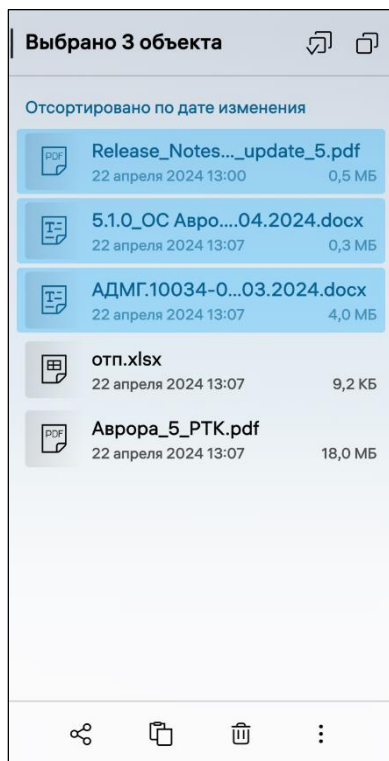 Выбрано 3 объекта
Отсортировано по дате изменения
PDF
Release_Notes..._update_5.pdf
22 апреля 2024 13:00 0,5 МБ
5.1.0_ОС Авро....04.2024.docx
22 апреля 2024 13:07 0,3 МБ
АДМГ.10034-0...03.2024.docx
22 апреля 2024 13:07 4,0 МБ
отп.xlsx
22 апреля 2024 13:07 9,2 КБ
PDF
Аврора_5_РТК.pdf
22 апреля 2024 13:07 18,0 МБ